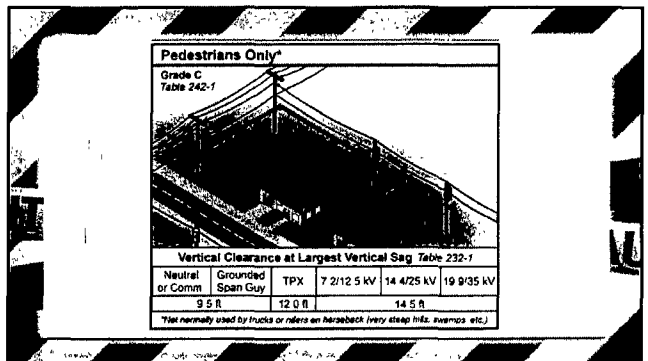 Pedestrians Only*
Grade C
Table 242-1
Vertical Clearance at Largest Vertical Sag Table 232-1
Neutral or Comm Grounded Span Guy TPX 7 2/12 5 kV 14 4/25 kV 19 9/35 kV
9 5 ft 12 0 ft 14 5 ft
*Not normally used by trucks or riders on horseback (very steep hills, swamps, etc.)